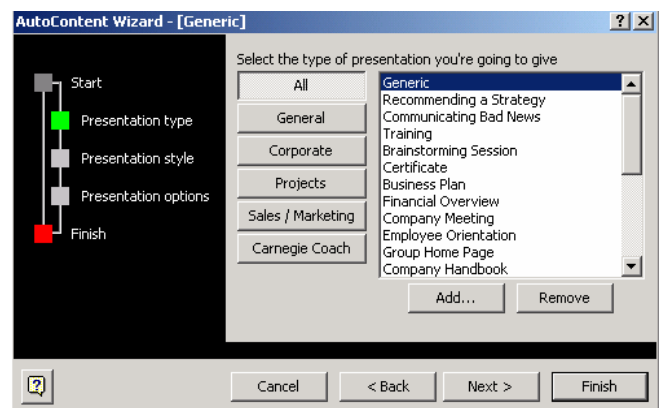 AutoContent Wizard - [Generic]
Select the type of presentation you're going to give
Start
Presentation type
Presentation style
Presentation options
Finish
All
General
Corporate
Projects
Sales / Marketing
Carnegie Coach
Generic
Recommending a Strategy
Communicating Bad News
Training
Brainstorming Session
Certificate
Business Plan
Financial Overview
Company Meeting
Employee Orientation
Group Home Page
Company Handbook
Add...
Remove
Cancel
< Back
Next >
Finish